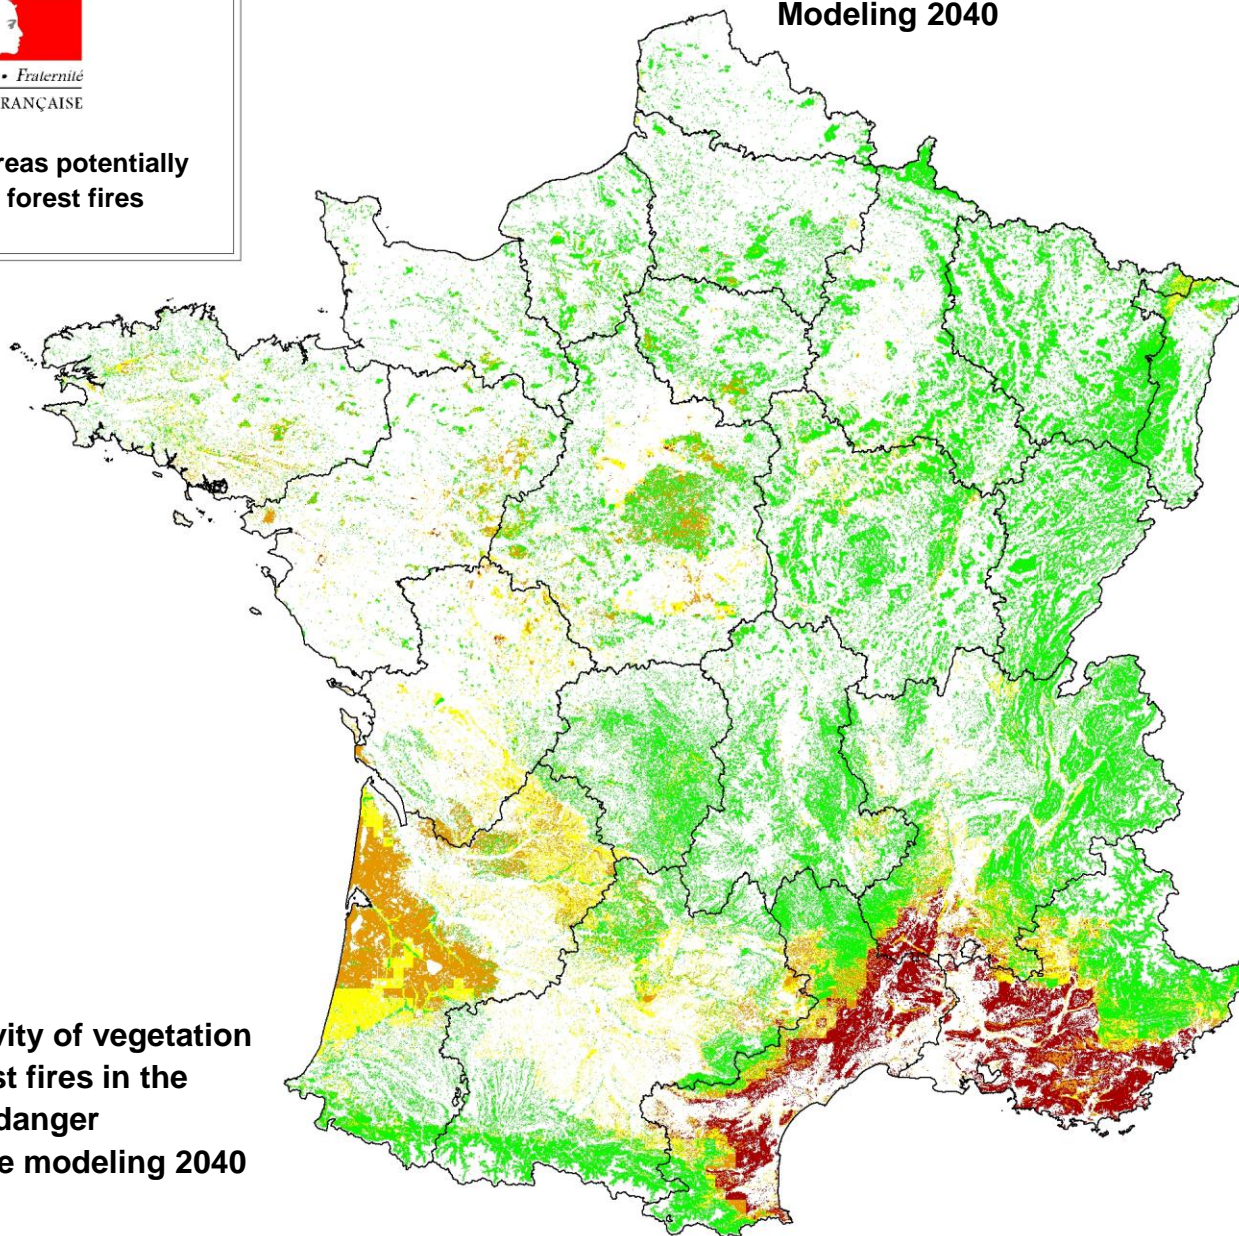 Modeling 2040
• Fraternité
RANÇAISE
reas potentially
forest fires
vity of vegetation
st fires in the
danger
e modeling 2040